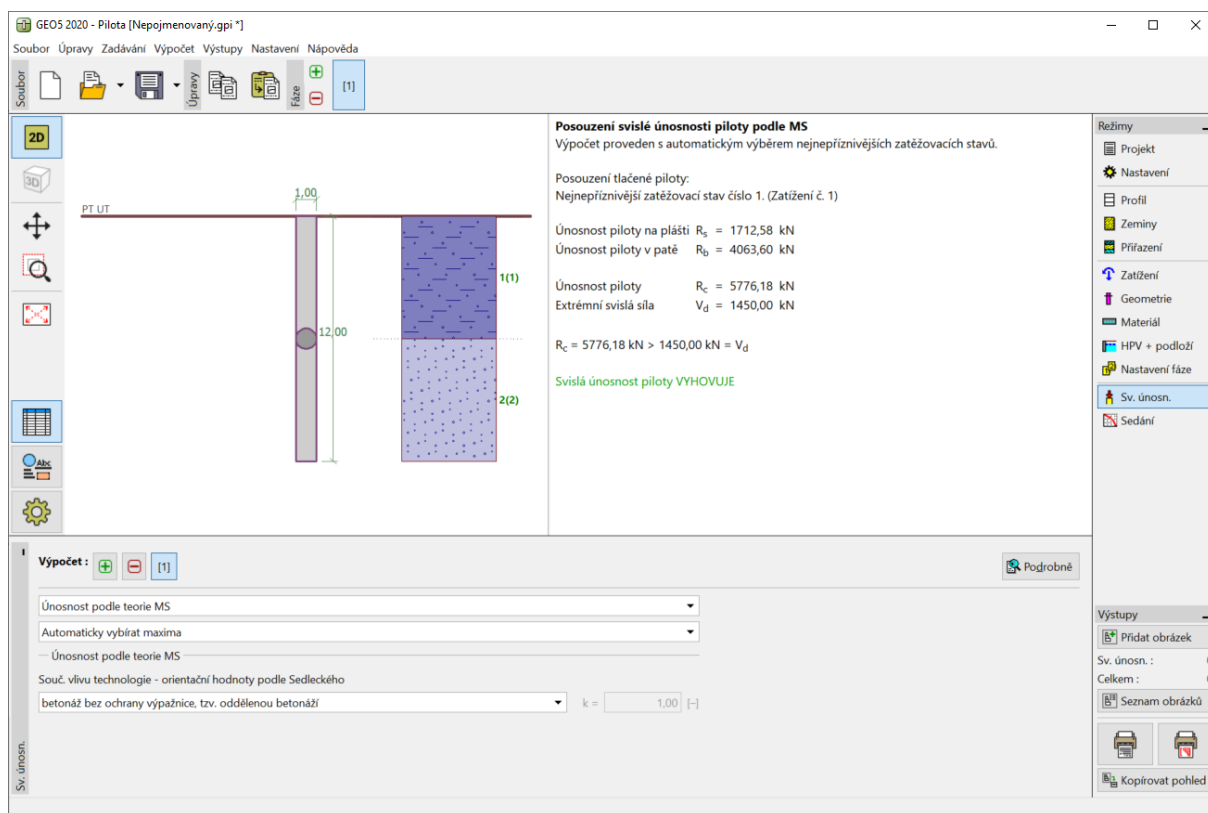 GEO5 2020 - Pilota [Nepojmenovaný.gpi *]
Soubor Úpravy Zadávání Výpočet Výstupy Nastavení Nápověda
Soubor
Úpravy
Fáze
[1]
2D
3D
Abc
PT UT
1,00
12,00
1(1)
2(2)
Posouzení svislé únosnosti piloty podle MS
Výpočet proveden s automatickým výběrem nejnepříznivějších zatěžovacích stavů.
Posouzení tlačené piloty:
Nejnepříznivější zatěžovací stav číslo 1. (Zatížení č. 1)
Únosnost piloty na plášti Rs = 1712,58 kN
Únosnost piloty v patě Rb = 4063,60 kN
Únosnost piloty Rc = 5776,18 kN
Extrémní svislá síla Vd = 1450,00 kN
Rc = 5776,18 kN > 1450,00 kN = Vd
Svislá únosnost piloty VYHOVUJE
Režimy
Projekt
Nastavení
Profil
Zeminy
Přiřazení
Zatížení
Geometrie
Materiál
HPV + podloží
Nastavení fáze
Sv. únosn.
Sedání
Výpočet :
[1]
Podrobně
Únosnost podle teorie MS
Automaticky vybírat maxima
Únosnost podle teorie MS
Souč. vlivu technologie - orientační hodnoty podle Sedleckého
betonáž bez ochrany výpažnice, tzv. oddělenou betonáží
k = 1,00 [–]
Sv. únosn.
Výstupy
Přidat obrázek
Sv. únosn. :
Celkem :
Seznam obrázků
Kopírovat pohled